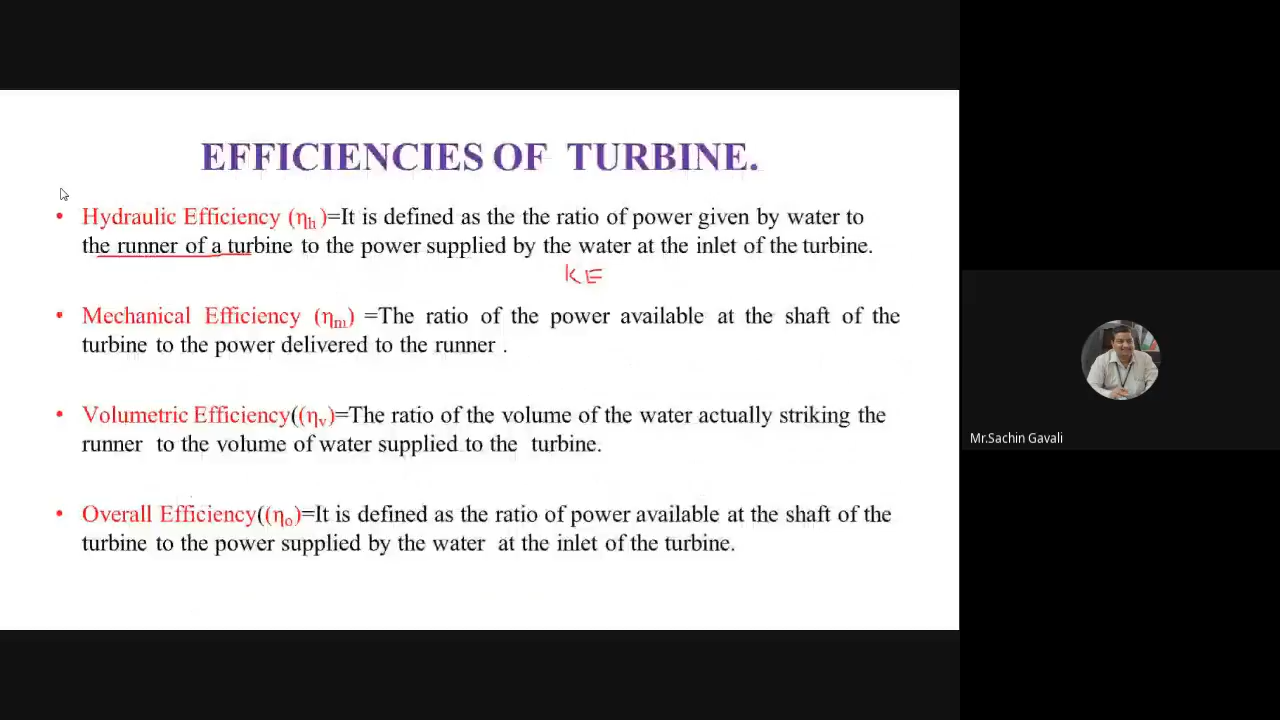 EFFICIENCIES OF TURBINE.
• Hydraulic Efficiency (ηh)=It is defined as the the ratio of power given by water to
the runner of a turbine to the power supplied by the water at the inlet of the turbine.
KE
• Mechanical Efficiency (ηm) =The ratio of the power available at the shaft of the
turbine to the power delivered to the runner .
• Volumetric Efficiency((ηv)=The ratio of the volume of the water actually striking the
runner to the volume of water supplied to the turbine.
• Overall Efficiency((ηo)=It is defined as the ratio of power available at the shaft of the
turbine to the power supplied by the water at the inlet of the turbine.
Mr.Sachin Gavali